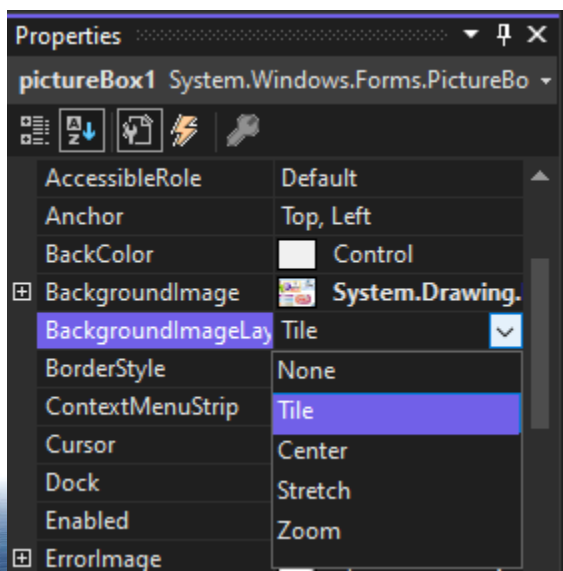 Properties
pictureBox1 System.Windows.Forms.PictureBo
AccessibleRole Default
Anchor Top, Left
BackColor Control
BackgroundImage System.Drawing.
BackgroundImageLay Tile
BorderStyle None
ContextMenuStrip Tile
Cursor Center
Dock Stretch
Enabled Zoom
ErrorImage